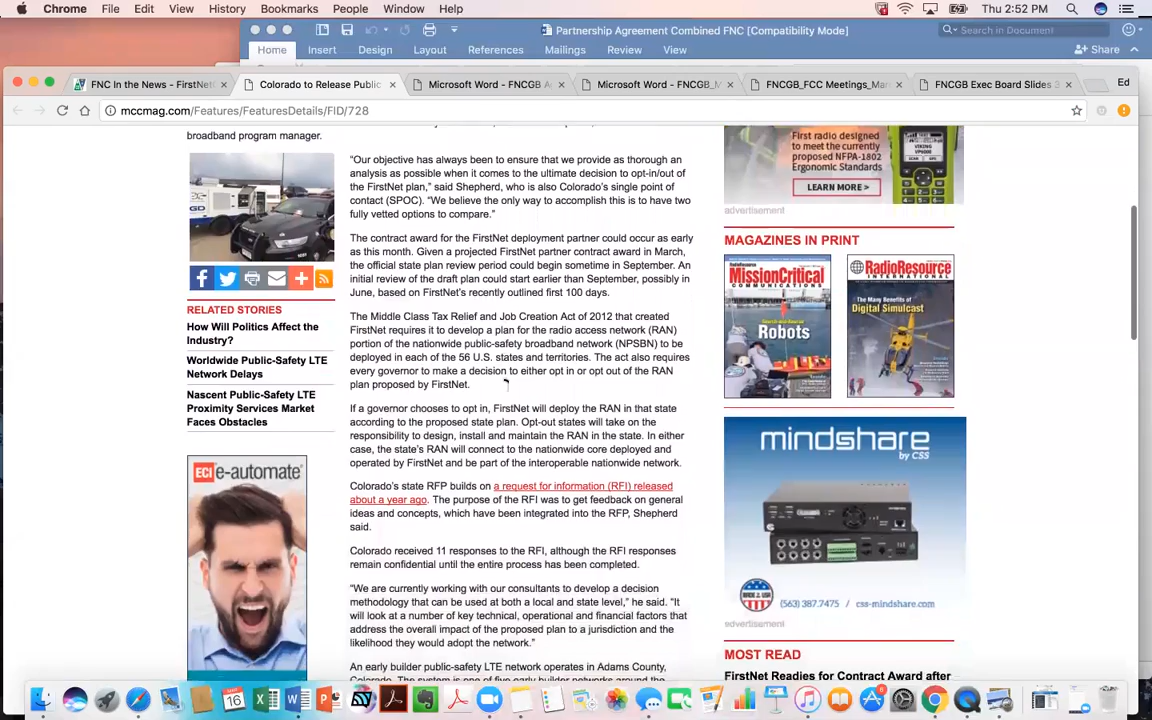 Chrome File Edit View History Bookmarks People Window Help Thu 2:52 PM
Partnership Agreement Combined FNC [Compatibility Mode]
Search in Document
Home Insert Design Layout References Mailings Review View
Share
FNC In the News - FirstNet
Colorado to Release Public
Microsoft Word - FNCGB
Microsoft Word - FNCGB_M
FNCGB_FCC Meetings_Mar
FNCGB Exec Board Slides 3
Ed
mccmag.com/Features/FeaturesDetails/FID/728
broadband program manager.
RELATED STORIES
How Will Politics Affect the
Industry?
Worldwide Public-Safety LTE
Network Delays
Nascent Public-Safety LTE
Proximity Services Market
Faces Obstacles
ECI e-automate
“Our objective has always been to ensure that we provide as thorough an
analysis as possible when it comes to the ultimate decision to opt-in/out of
the FirstNet plan,” said Shepherd, who is also Colorado’s single point of
contact (SPOC). “We believe the only way to accomplish this is to have two
fully vetted options to compare.”
The contract award for the FirstNet deployment partner could occur as early
as this month. Given a projected FirstNet partner contract award in March,
the official state plan review period could begin sometime in September. An
initial review of the draft plan could start earlier than September, possibly in
June, based on FirstNet’s recently outlined first 100 days.
The Middle Class Tax Relief and Job Creation Act of 2012 that created
FirstNet requires it to develop a plan for the radio access network (RAN)
portion of the nationwide public-safety broadband network (NPSBN) to be
deployed in each of the 56 U.S. states and territories. The act also requires
every governor to make a decision to either opt in or opt out of the RAN
plan proposed by FirstNet.
If a governor chooses to opt in, FirstNet will deploy the RAN in that state
according to the proposed state plan. Opt-out states will take on the
responsibility to design, install and maintain the RAN in the state. In either
case, the state’s RAN will connect to the nationwide core deployed and
operated by FirstNet and be part of the interoperable nationwide network.
Colorado’s state RFP builds on a request for information (RFI) released
about a year ago. The purpose of the RFI was to get feedback on general
ideas and concepts, which have been integrated into the RFP, Shepherd
said.
Colorado received 11 responses to the RFI, although the RFI responses
remain confidential until the entire process has been completed.
“We are currently working with our consultants to develop a decision
methodology that can be used at both a local and state level,” he said. “It
will look at a number of key technical, operational and financial factors that
address the overall impact of the proposed plan to a jurisdiction and the
likelihood they would adopt the network.”
An early builder public-safety LTE network operates in Adams County,
First radio designed
to meet the currently
proposed NFPA-1802
Ergonomic Standards
LEARN MORE >
VIKING
advertisement
MAGAZINES IN PRINT
MissionCritical
COMMUNICATIONS
Robots
RadioResource
INTERNATIONAL
The Many Benefits of
Digital Simulcast
mindshare
by CSS
MADE IN USA
(563) 387.7475 / css-mindshare.com
advertisement
MOST READ
FirstNet Readies for Contract Award after
16